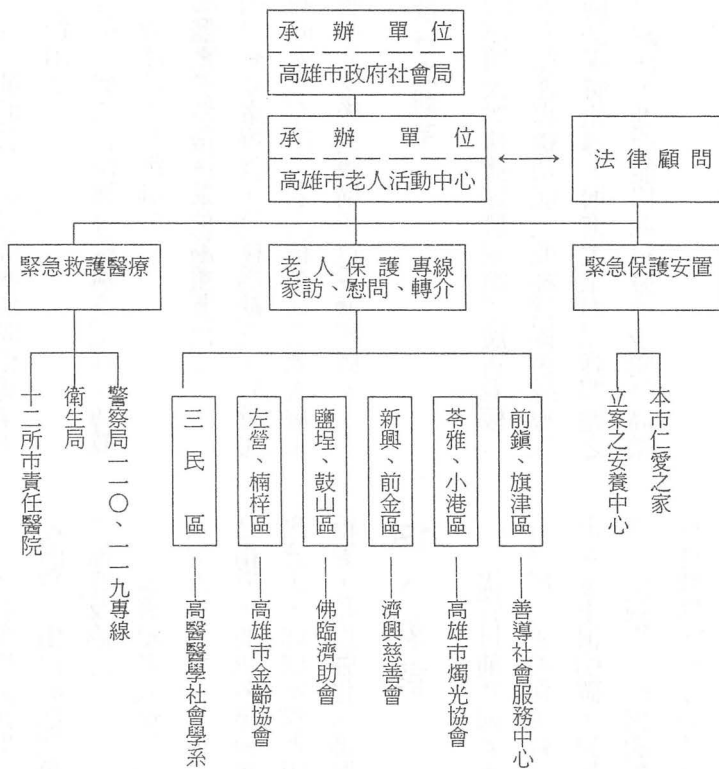 承辦單位
高雄市政府社會局
承辦單位
高雄市老人活動中心
←→
法律顧問
緊急救護醫療
老人保護專線
家訪、慰問、轉介
緊急保護安置
十二所市責任醫院
衛生局
警察局一一〇、一一九專線
三民區
左營、楠梓區
鹽埕、鼓山區
新興、前金區
苓雅、小港區
前鎮、旗津區
立案之安養中心
本市仁愛之家
高醫醫學社會學系
高雄市金齡協會
佛臨濟助會
濟興慈善會
高雄市燭光協會
善導社會服務中心